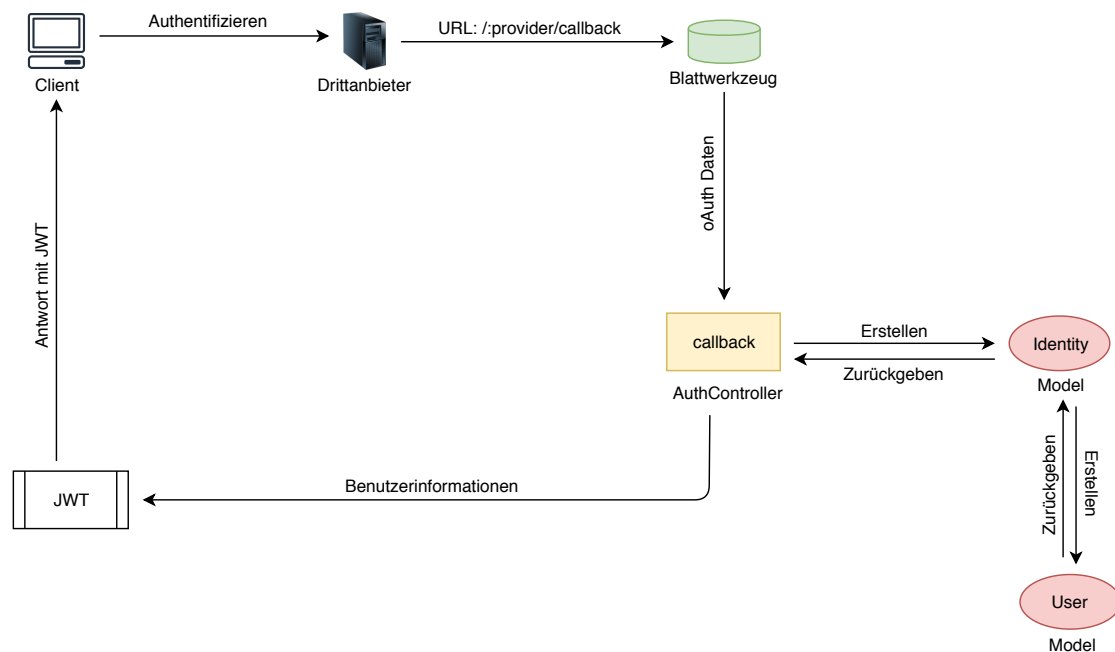 Authentifizieren
URL: /:provider/callback
Client
Drittanbieter
Blattwerkzeug
oAuth Daten
Antwort mit JWT
callback
Erstellen
Identity
Zurückgeben
AuthController
Model
Zurückgeben
Erstellen
Benutzerinformationen
JWT
User
Model